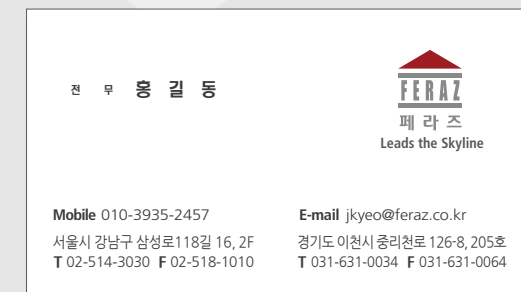 전 무 홍 길 동
FERAZ
페 라 즈
Leads the Skyline
Mobile 010-3935-2457
E-mail jkyeo@feraz.co.kr
서울시 강남구 삼성로118길 16, 2F
T 02-514-3030 F 02-518-1010
경기도 이천시 중리천로 126-8, 205호
T 031-631-0034 F 031-631-0064